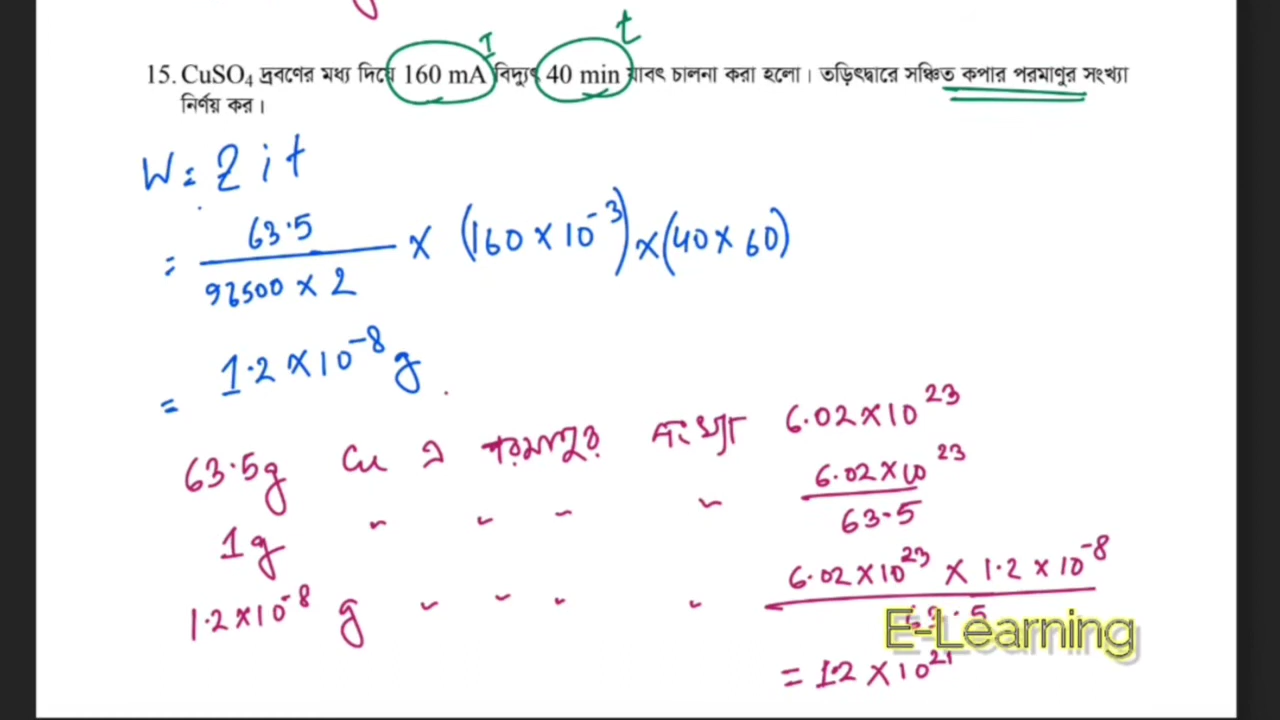 I t
15. CuSO₄ দ্রবণের মধ্য দিয়ে 160 mA বিদ্যুৎ 40 min যাবৎ চালনা করা হলো। তড়িৎদ্বারে সঞ্চিত কপার পরমাণুর সংখ্যা
নির্ণয় কর।
W = Z i t
= 63.5 / 96500 × 2 × (160 × 10⁻³) × (40 × 60)
= 1.2 × 10⁻⁸ g
63.5g Cu এ পরমাণুর সংখ্যা 6.02 × 10²³
1g " " " " 6.02 × 10²³ / 63.5
1.2 × 10⁻⁸ g " " " " 6.02 × 10²³ × 1.2 × 10⁻⁸ / 63.5
E-Learning
= 1.2 × 10²¹